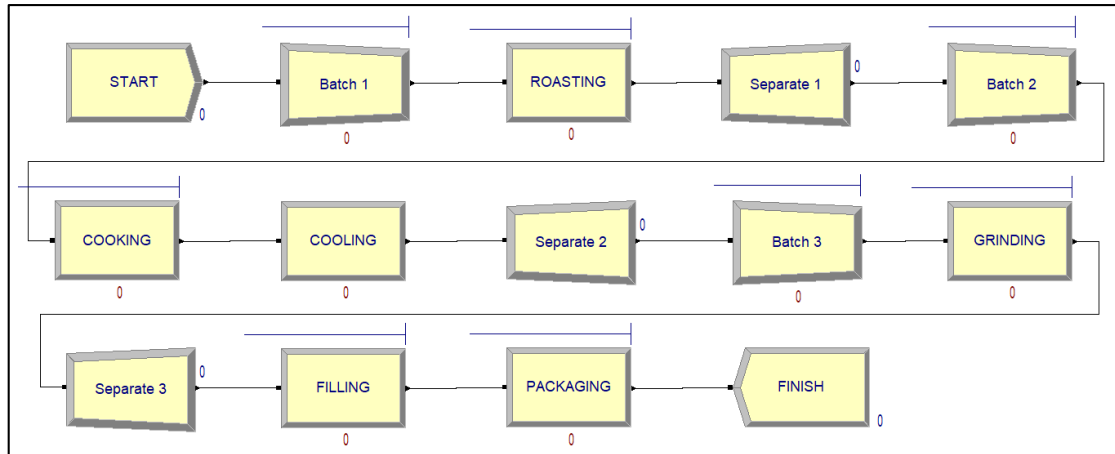 START
0
Batch 1
0
ROASTING
0
Separate 1
0
Batch 2
0
COOKING
0
COOLING
0
Separate 2
0
Batch 3
0
GRINDING
0
Separate 3
0
FILLING
0
PACKAGING
0
FINISH
0